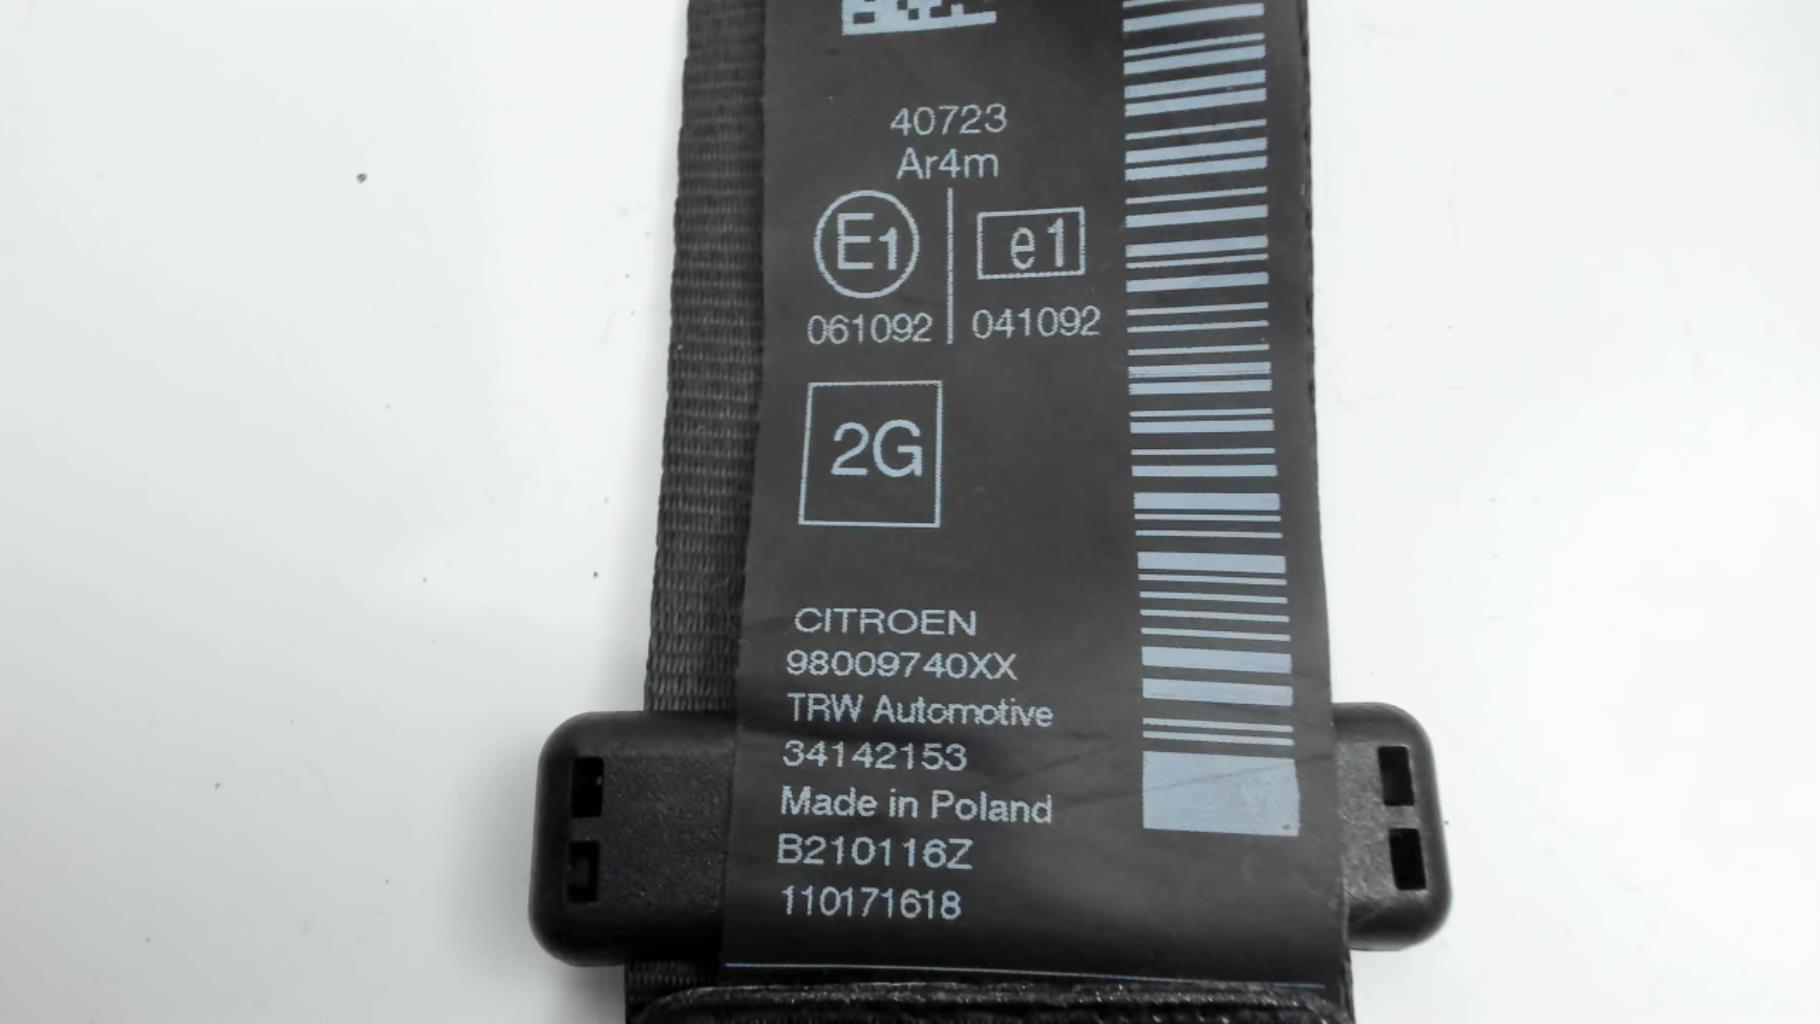 40723
Ar4m
E1 e1
061092 041092
2G
CITROEN
98009740XX
TRW Automotive
34142153
Made in Poland
B210116Z
110171618